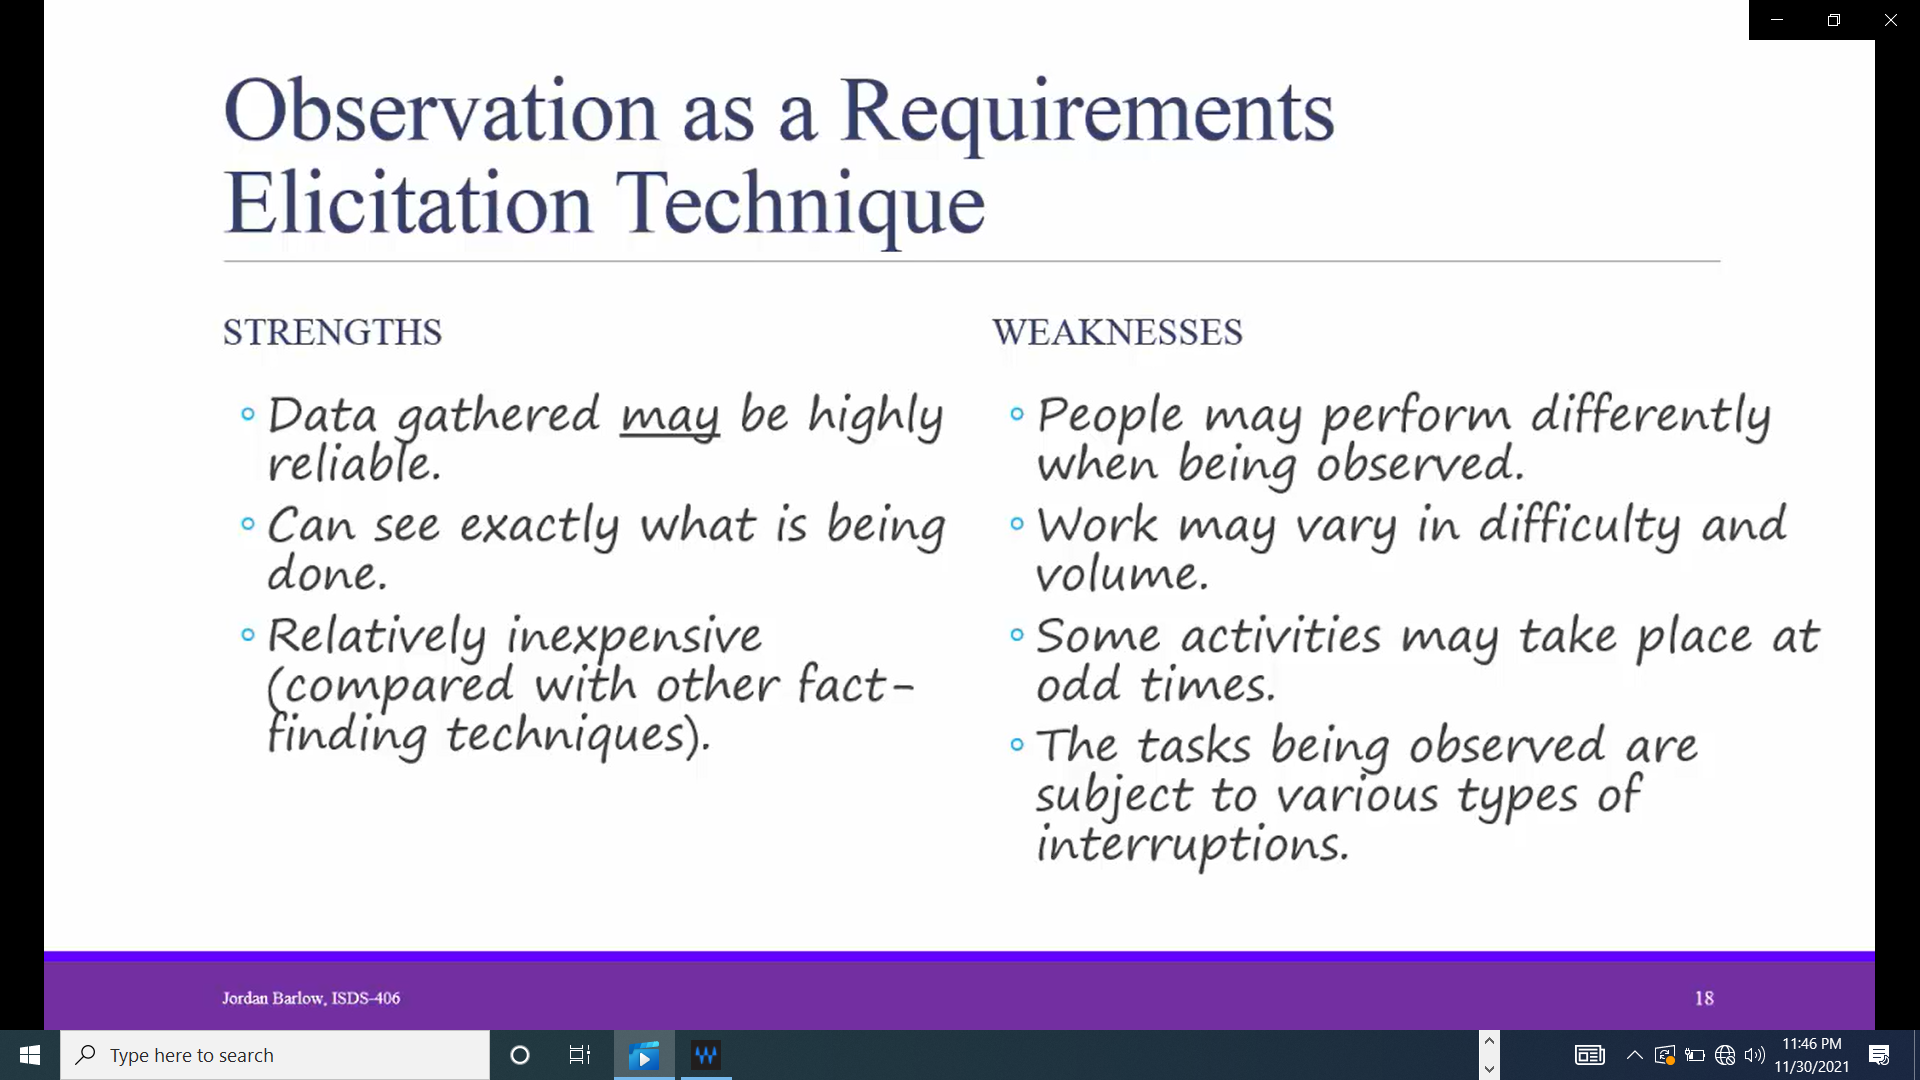 Observation as a Requirements
Elicitation Technique
STRENGTHS
Data gathered may be highly
reliable.
Can see exactly what is being
done.
Relatively inexpensive
(compared with other fact-
finding techniques).
WEAKNESSES
People may perform differently
when being observed.
Work may vary in difficulty and
volume.
Some activities may take place at
odd times.
The tasks being observed are
subject to various types of
interruptions.
Jordan Barlow, ISDS-406
18
Type here to search
11:46 PM
11/30/2021